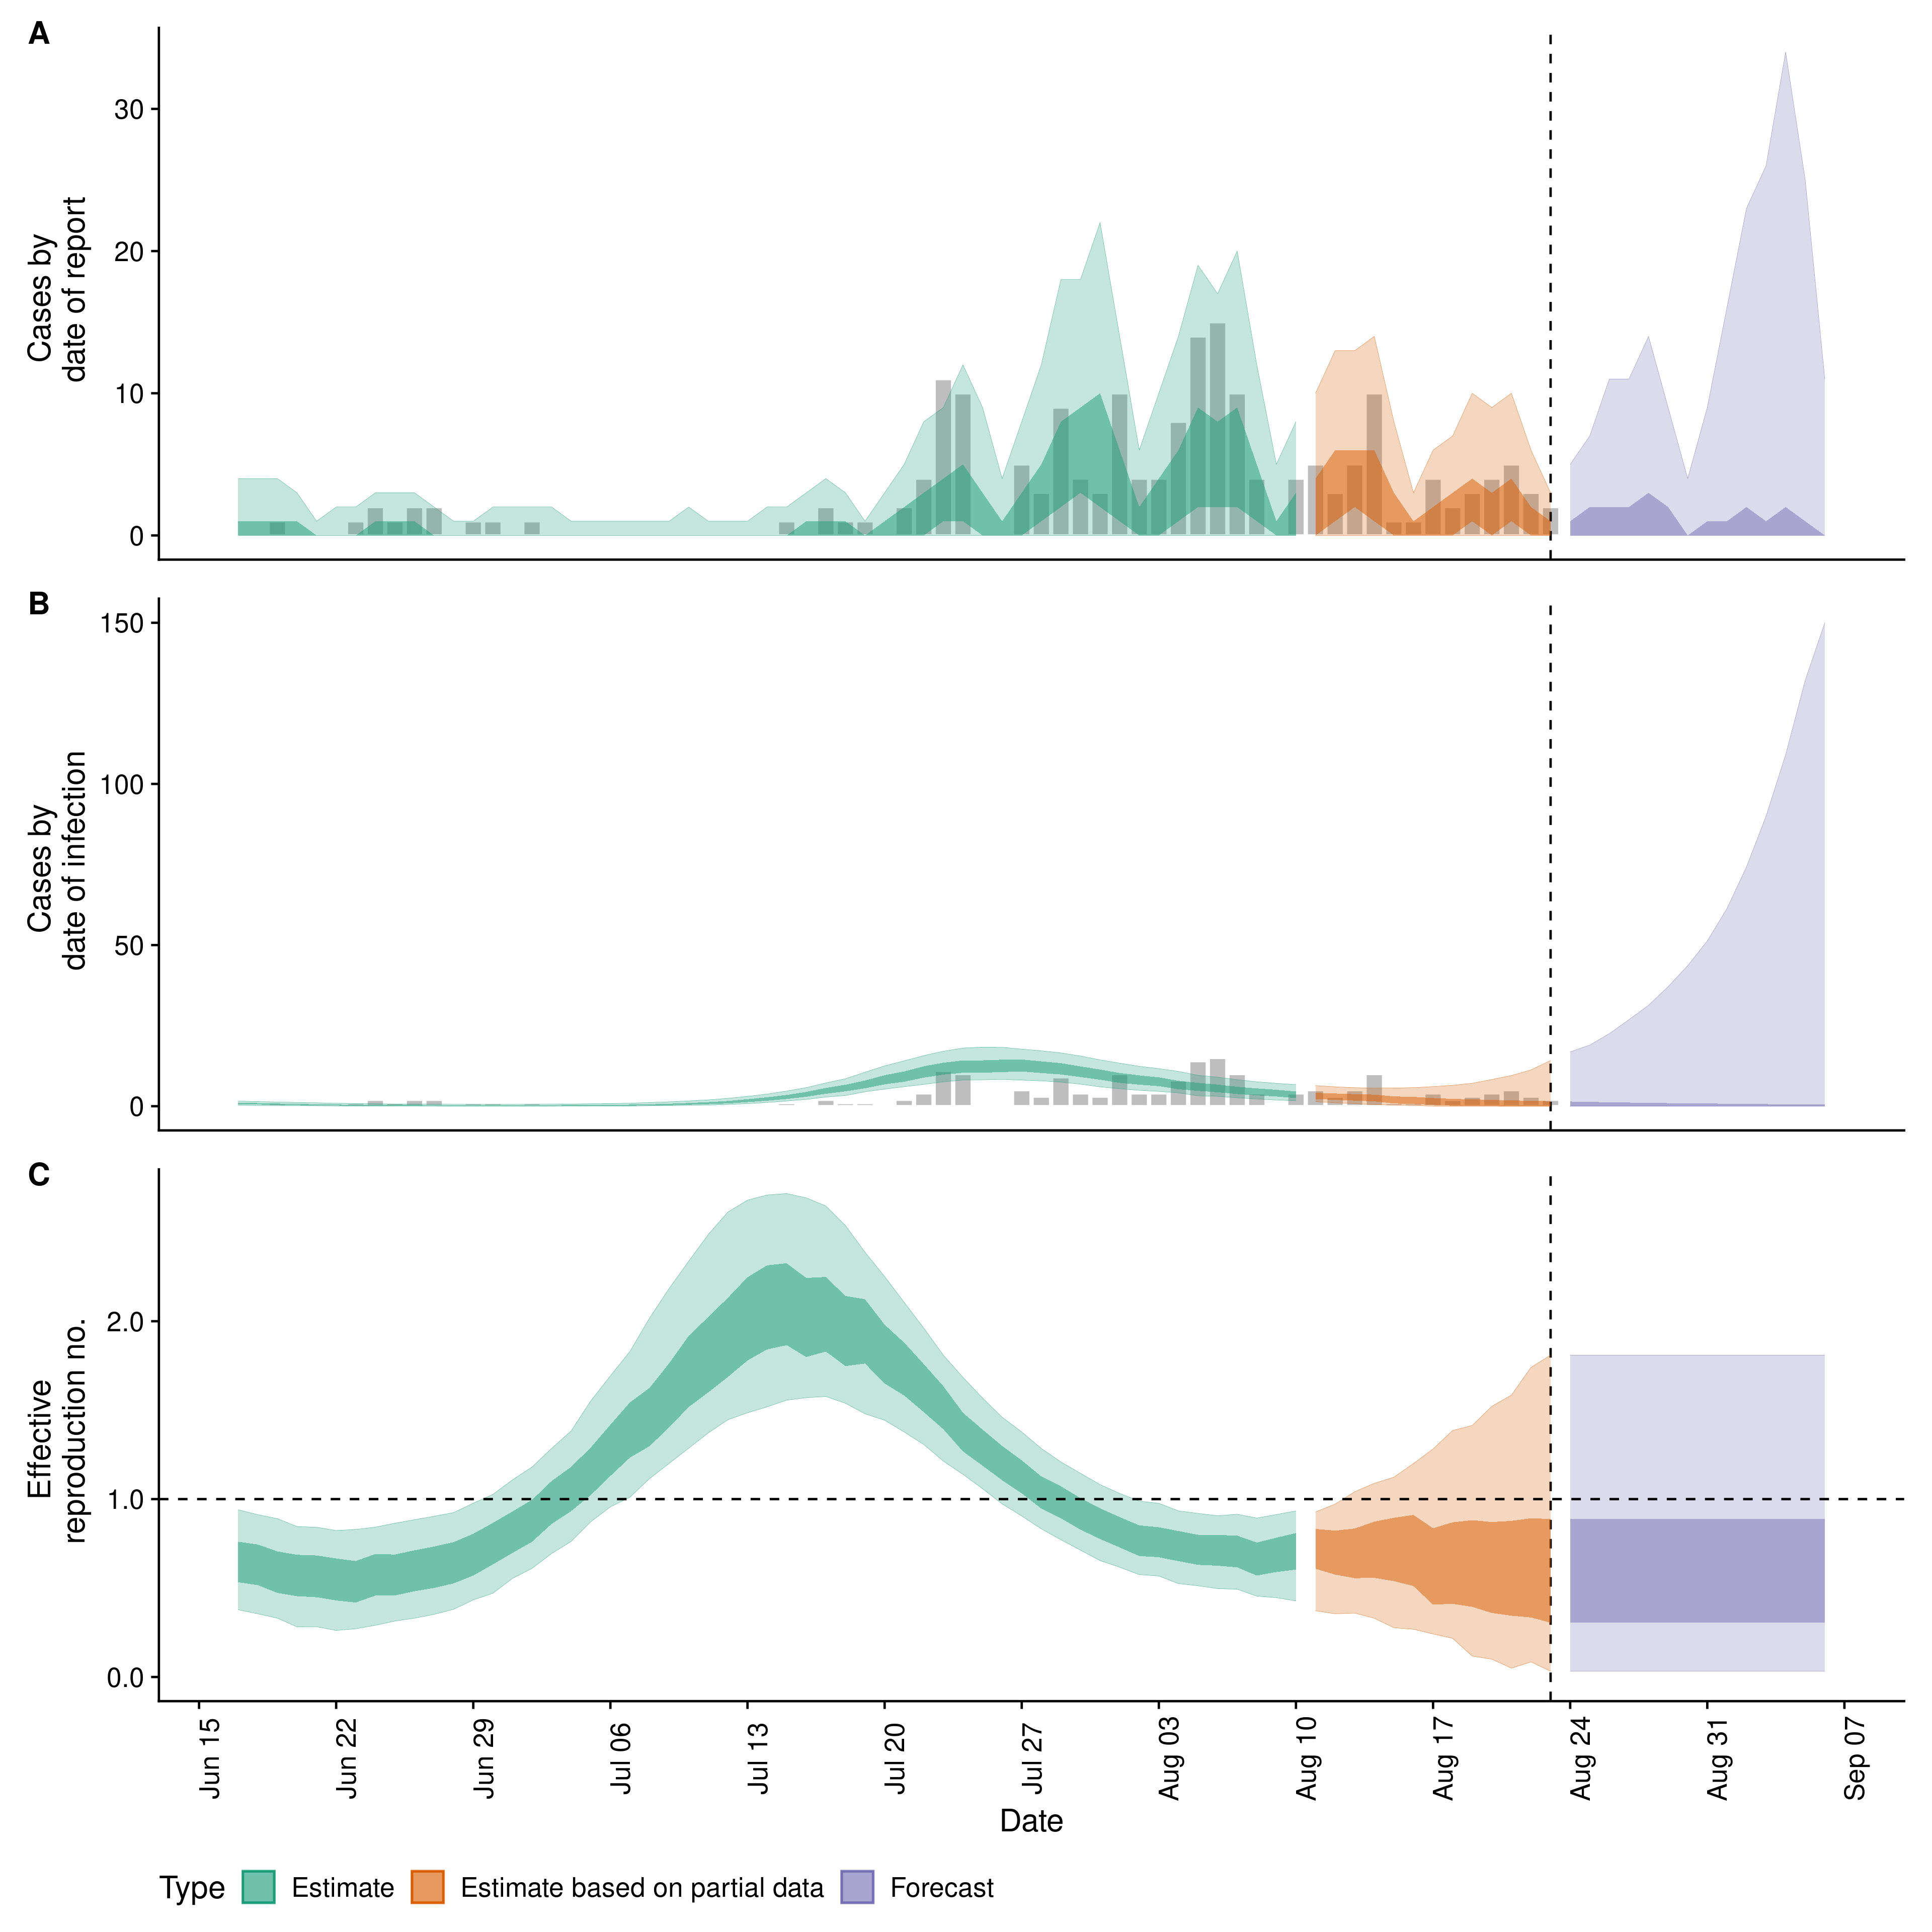 A
Cases by
date of report
30
20
10
0
B
Cases by
date of infection
150
100
50
0
C
Effective
reproduction no.
2.0
1.0
0.0
Jun 15
Jun 22
Jun 29
Jul 06
Jul 13
Jul 20
Jul 27
Aug 03
Aug 10
Aug 17
Aug 24
Aug 31
Sep 07
Date
Type Estimate Estimate based on partial data Forecast